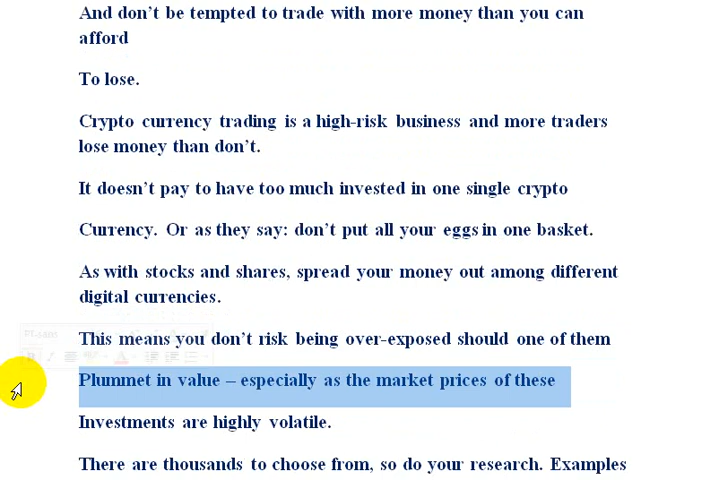 And don’t be tempted to trade with more money than you can
afford
To lose.
Crypto currency trading is a high-risk business and more traders
lose money than don’t.
It doesn’t pay to have too much invested in one single crypto
Currency. Or as they say: don’t put all your eggs in one basket.
As with stocks and shares, spread your money out among different
digital currencies.
This means you don’t risk being over-exposed should one of them
Plummet in value – especially as the market prices of these
Investments are highly volatile.
There are thousands to choose from, so do your research. Examples